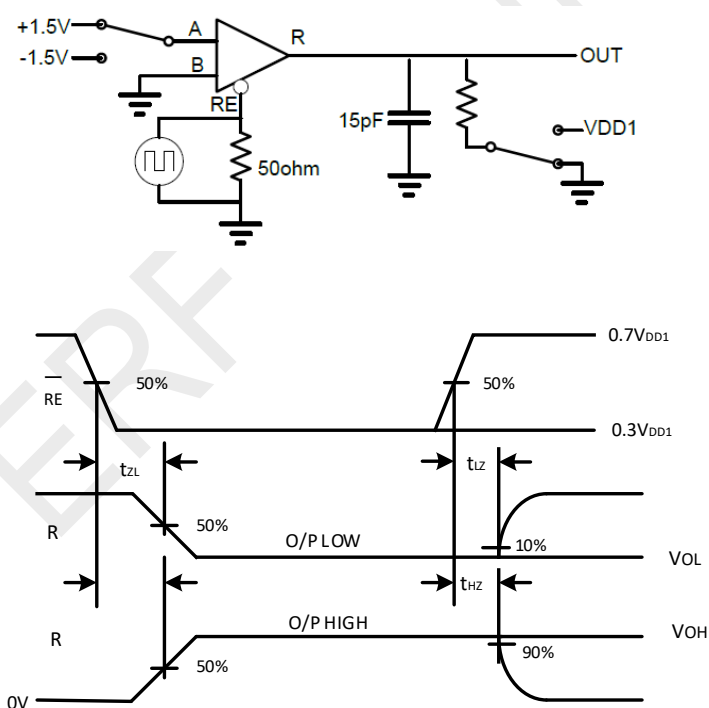 +1.5V
A
R
OUT
-1.5V
B
RE
15pF
VDD1
50ohm
0.7VDD1
RE
50%
50%
0.3VDD1
tZL
tLZ
R
50%
O/P LOW
10%
VOL
tHZ
R
O/P HIGH
VOH
50%
90%
0V
ERF